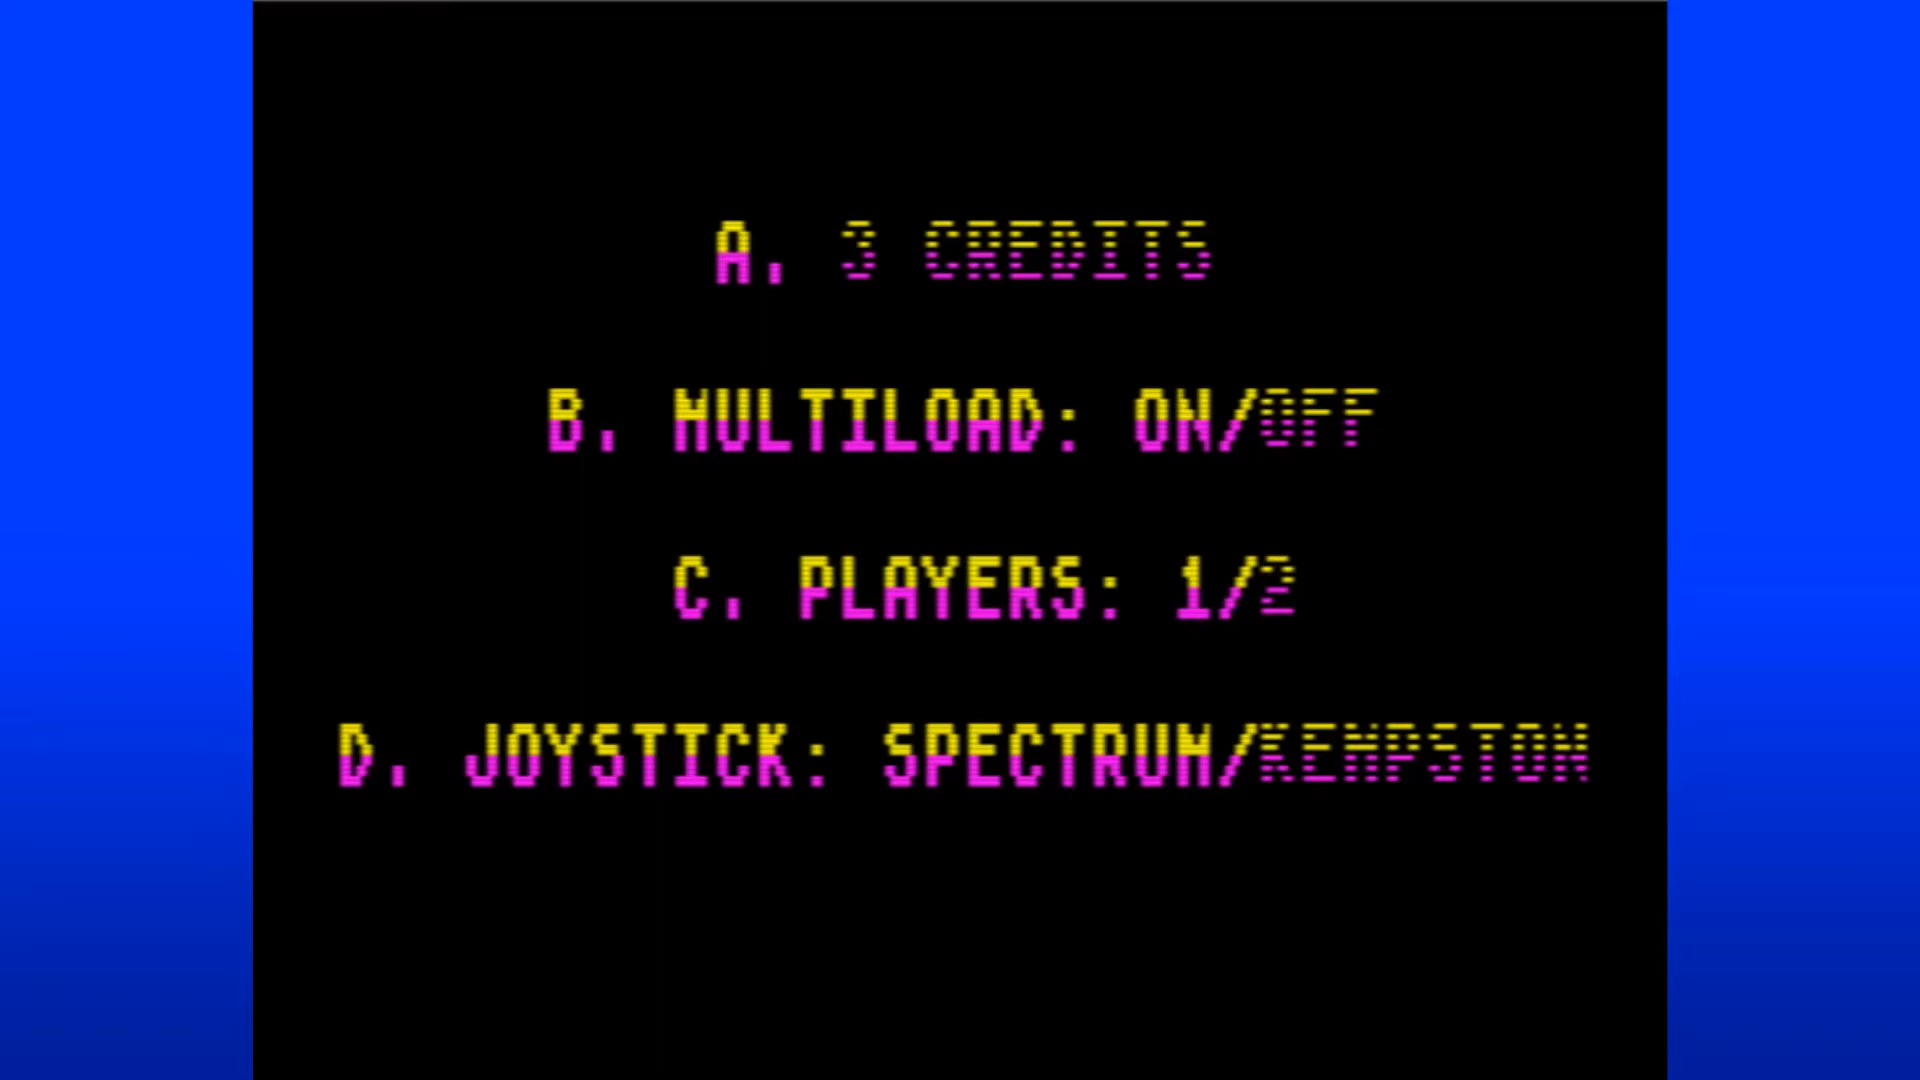 A. 3 CREDITS
B. MULTILOAD: ON/OFF
C. PLAYERS: 1/2
D. JOYSTICK: SPECTRUM/KEMPSTON